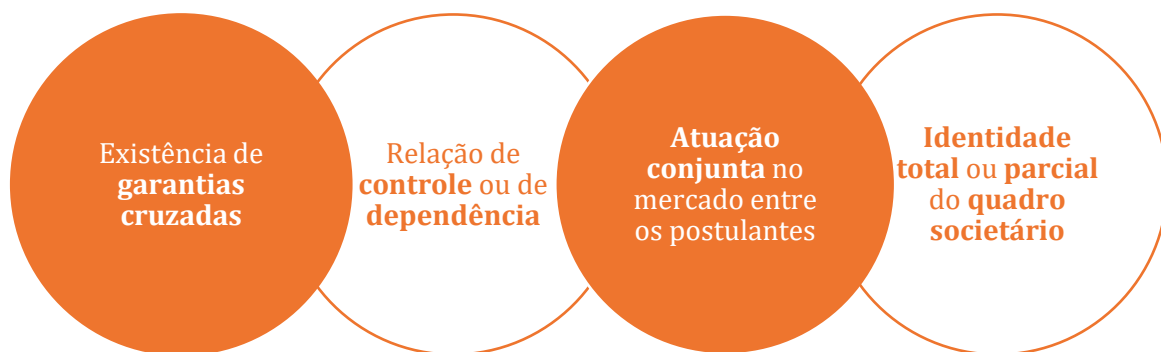 Existência de
garantias
cruzadas
Relação de
controle ou de
dependência
Atuação
conjunta no
mercado entre
os postulantes
Identidade
total ou parcial
do quadro
societário